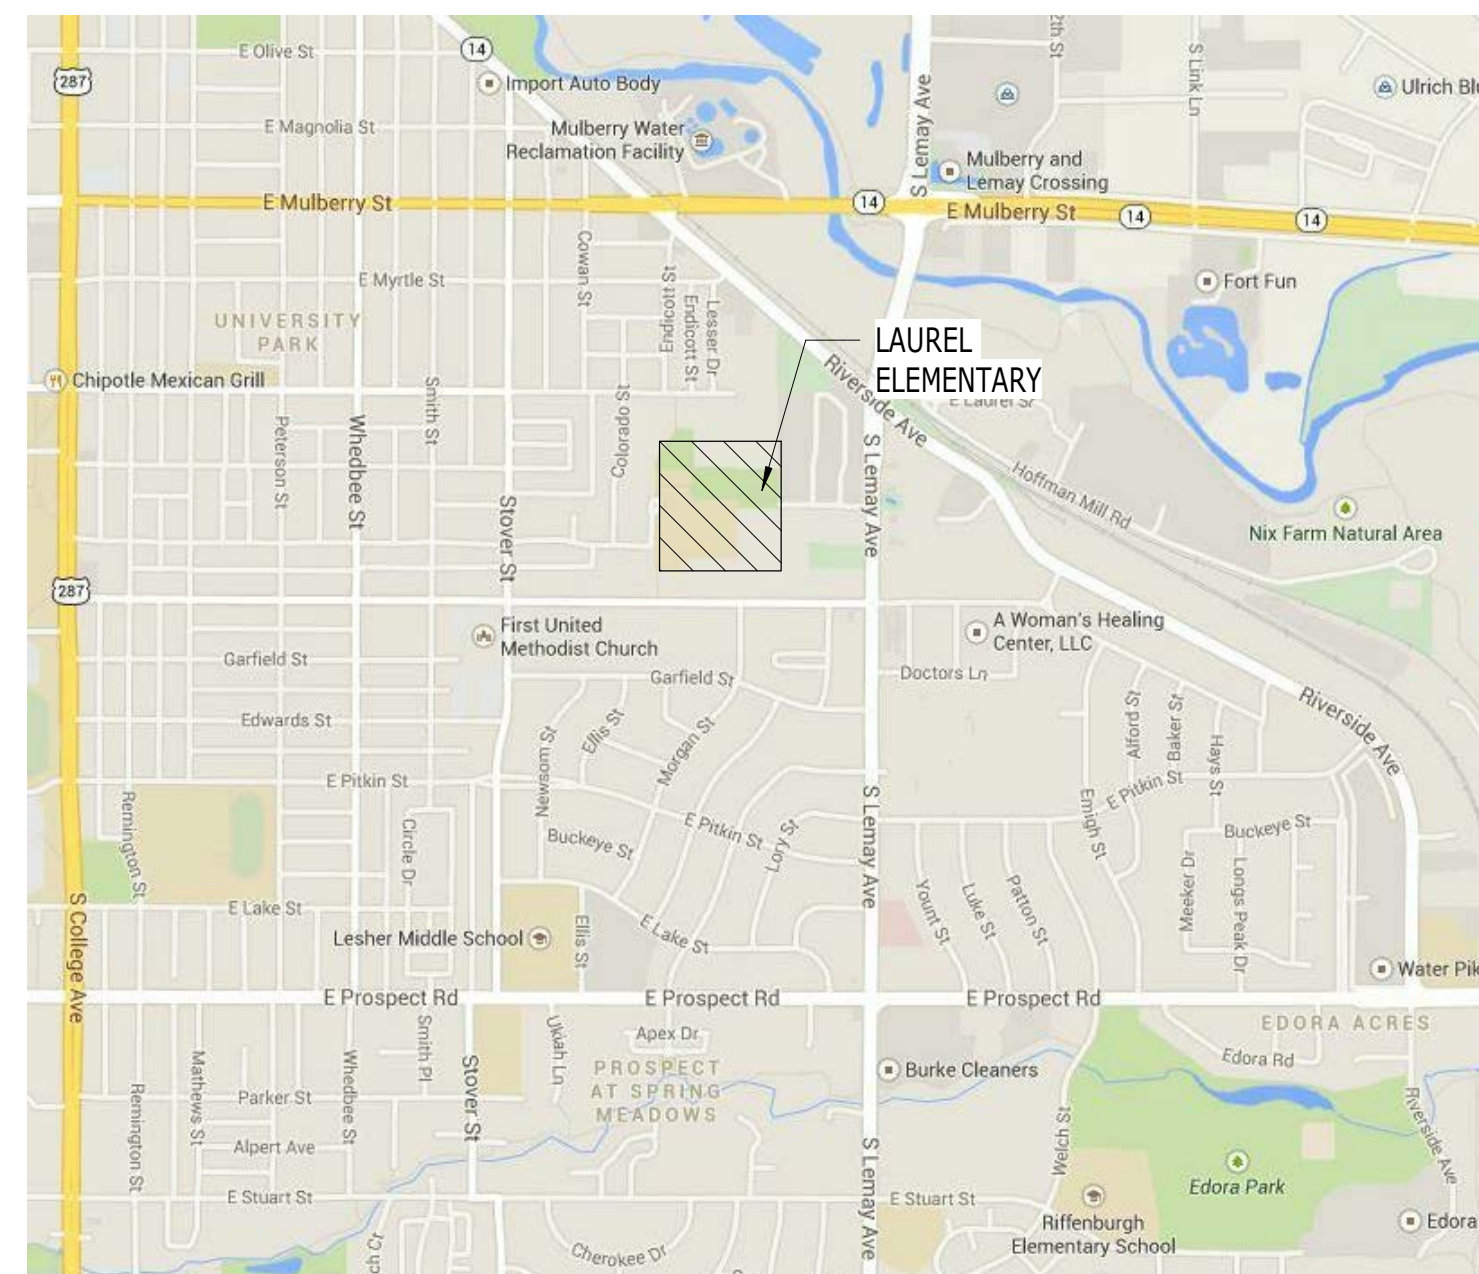 E Olive St
14
287
Import Auto Body
Ulrich Bl
S Link Ln
2th St
S Lemay Ave
E Magnolia St
Mulberry Water
Reclamation Facility
Mulberry and
Lemay Crossing
E Mulberry St
14
E Mulberry St
14
14
Cowan St
E Myrtle St
Endicott St
Endicott St
Lesser Dr
Fort Fun
UNIVERSITY
PARK
LAUREL
ELEMENTARY
Chipotle Mexican Grill
Riverside Ave
E Laurel St
Peterson St
Whedbee St
Smith St
Colorado St
S Lemay Ave
Hoffman Mill Rd
Stover St
Nix Farm Natural Area
287
First United
Methodist Church
A Woman's Healing
Center, LLC
Garfield St
Garfield St
Doctors Ln
Edwards St
Newsom St
Ellis St
Morgan St
Alford St
Baker St
Hays St
Riverside Ave
E Pitkin St
E Pitkin St
Remington St
Circle Dr
Buckeye St
E Pitkin St
Lory St
S Lemay Ave
Emigh St
Buckeye St
Meeker Dr
Longs Peak Dr
Yount St
Luke St
Patton St
S College Ave
E Lake St
Lesher Middle School
Ellis St
E Lake St
Water Pik
E Prospect Rd
E Prospect Rd
E Prospect Rd
Smith Pl
Ukiah Ln
Apex Dr
EDORA ACRES
Edora Rd
Mathews St
Whedbee St
Stover St
PROSPECT
AT SPRING
MEADOWS
Burke Cleaners
Remington St
Parker St
Welch St
Riverside Ave
Alpert Ave
S Lemay Ave
Edora Park
E Stuart St
E Stuart St
Riffenburgh
Elementary School
Edora
ch Ct
Cherokee Dr